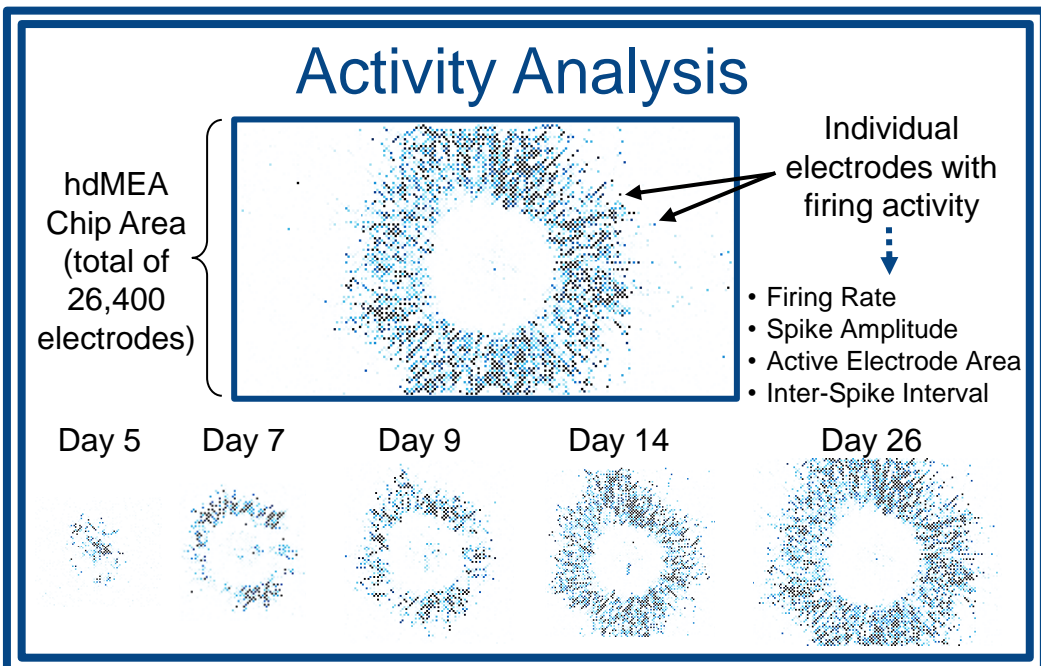 Activity Analysis
hdMEA
Chip Area
(total of
26,400
electrodes)
Individual
electrodes with
firing activity
• Firing Rate
• Spike Amplitude
• Active Electrode Area
• Inter-Spike Interval
Day 5
Day 7
Day 9
Day 14
Day 26